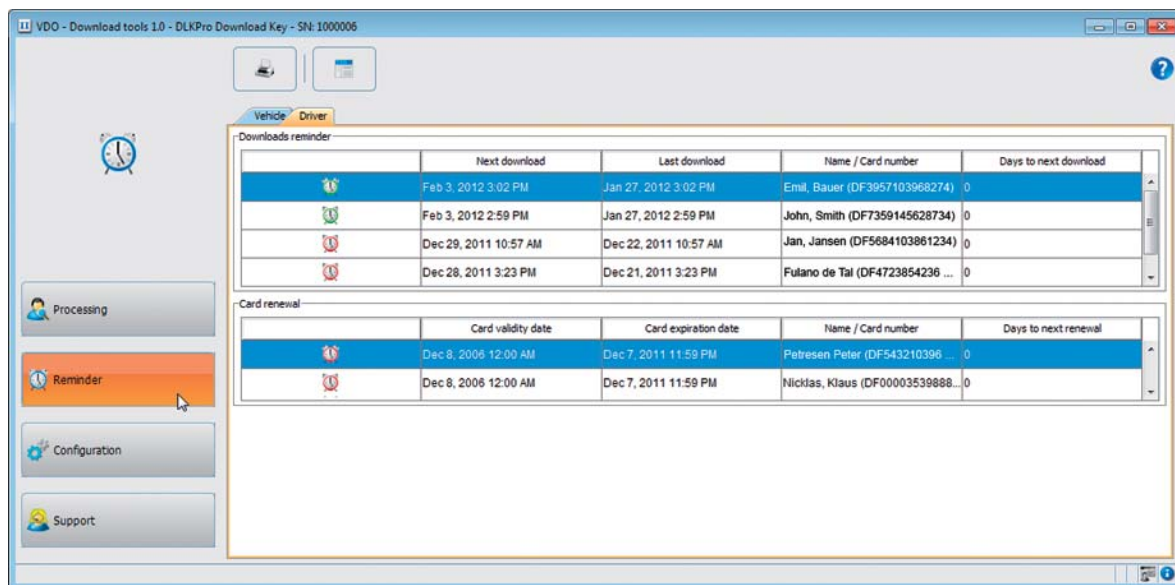 VDO - Download tools 1.0 - DLKPro Download Key - SN: 1000006
Vehicle Driver
Downloads reminder
Next download Last download Name / Card number Days to next download
Feb 3, 2012 3:02 PM Jan 27, 2012 3:02 PM Emil, Bauer (DF3957103968274) 0
Feb 3, 2012 2:59 PM Jan 27, 2012 2:59 PM John, Smith (DF7359145628734) 0
Dec 29, 2011 10:57 AM Dec 22, 2011 10:57 AM Jan, Jansen (DF5684103861234) 0
Dec 28, 2011 3:23 PM Dec 21, 2011 3:23 PM Fulano de Tal (DF4723854236 ... 0
Card renewal
Card validity date Card expiration date Name / Card number Days to next renewal
Dec 8, 2006 12:00 AM Dec 7, 2011 11:59 PM Petresen Peter (DF543210396 ... 0
Dec 8, 2006 12:00 AM Dec 7, 2011 11:59 PM Nicklas, Klaus (DF00003539888... 0
Processing
Reminder
Configuration
Support